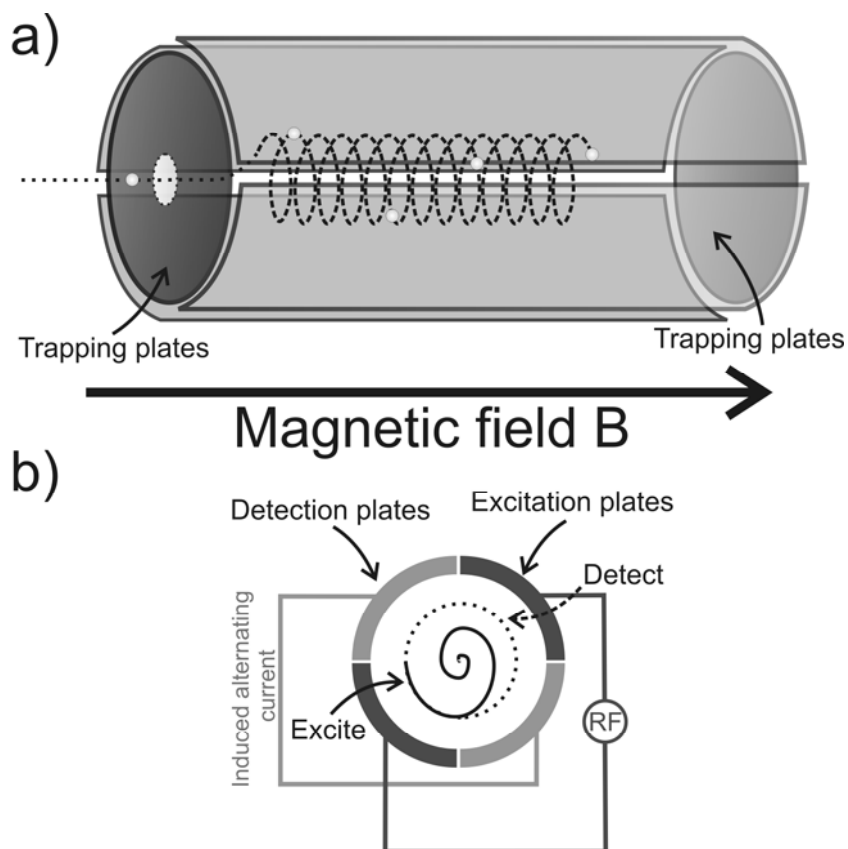 a)
Trapping plates
Trapping plates
Magnetic field B
b)
Detection plates
Excitation plates
Detect
Induced alternating
current
Excite
RF